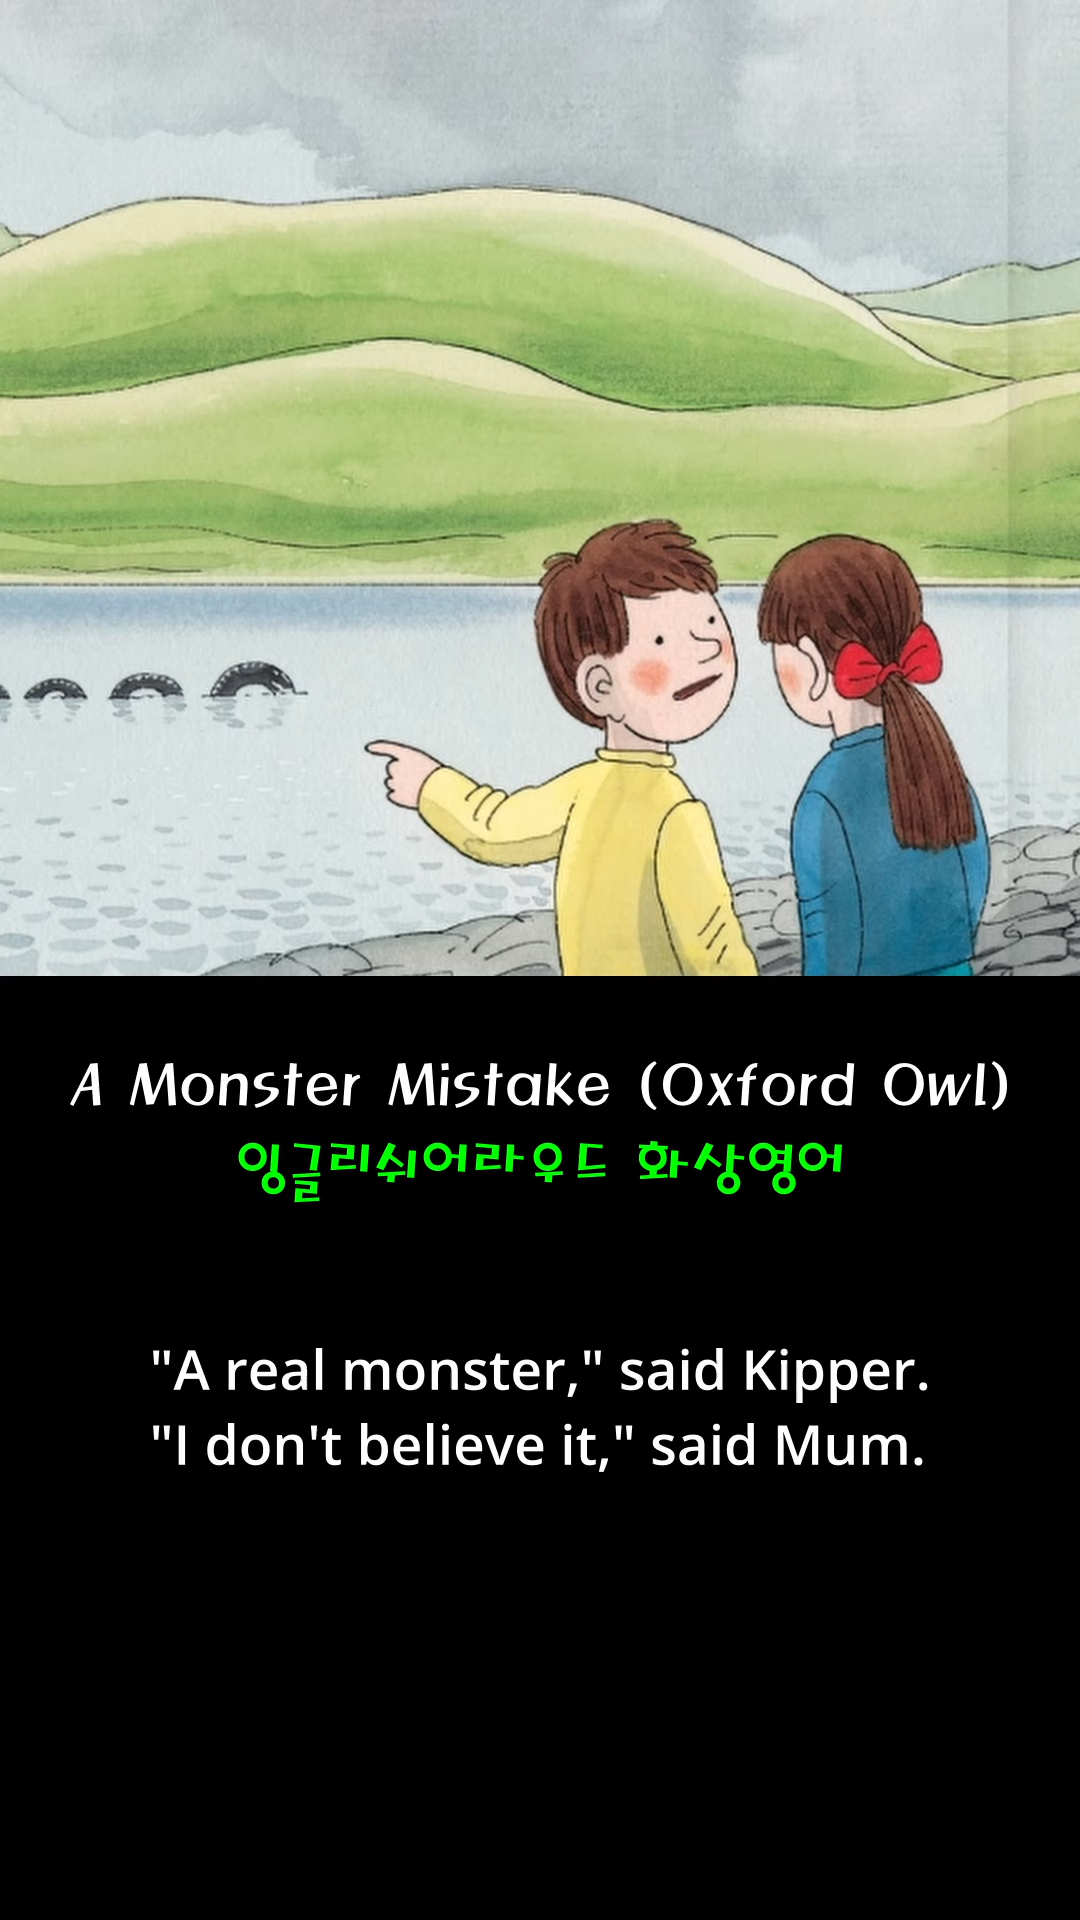 A Monster Mistake (Oxford Owl)
잉글리쉬어라우드 화상영어
"A real monster," said Kipper.
"I don't believe it," said Mum.